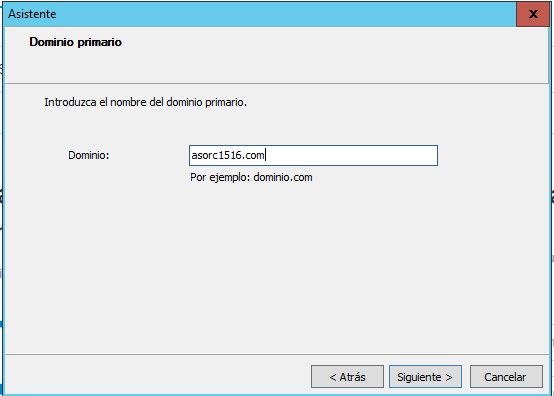 Asistente
x
Dominio primario
Introduzca el nombre del dominio primario.
Dominio:
asorc1516.com
Por ejemplo: dominio.com
< Atrás
Siguiente >
Cancelar